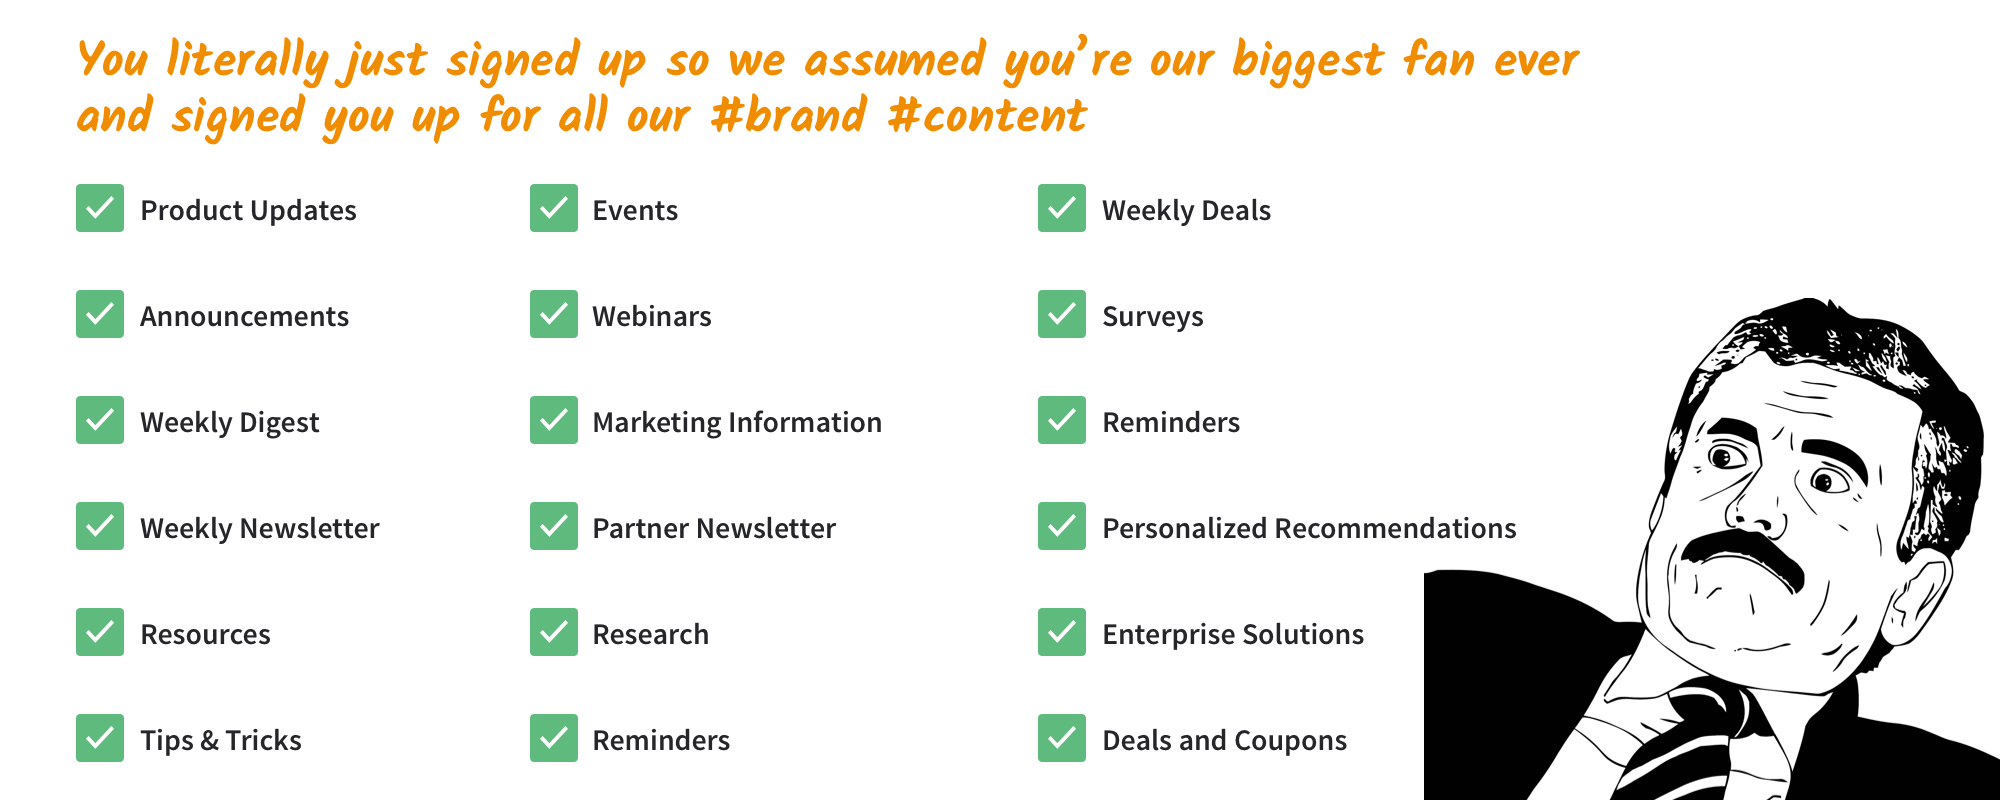 You literally just signed up so we assumed you’re our biggest fan ever
and signed you up for all our #brand #content
Product Updates
Events
Weekly Deals
Announcements
Webinars
Surveys
Weekly Digest
Marketing Information
Reminders
Weekly Newsletter
Partner Newsletter
Personalized Recommendations
Resources
Research
Enterprise Solutions
Tips & Tricks
Reminders
Deals and Coupons